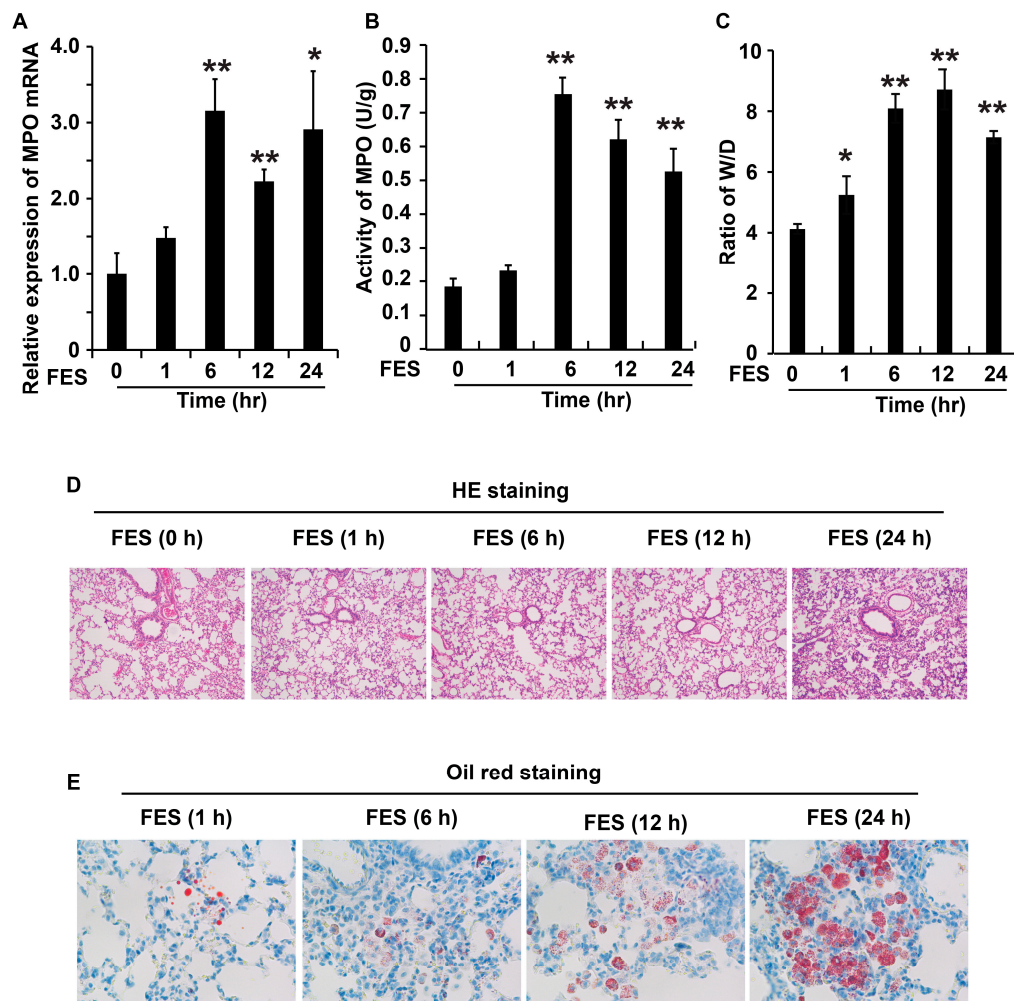 A
Relative expression of MPO mRNA
4.0
3.0
2.0
1.0
0
**
**
*
FES 0 1 6 12 24
Time (hr)
B
Activity of MPO (U/g)
0.9
0.8
0.7
0.6
0.5
0.4
0.3
0.2
0.1
0
**
**
**
FES 0 1 6 12 24
Time (hr)
C
Ratio of W/D
10
8
6
4
2
0
*
**
**
**
FES 0 1 6 12 24
Time (hr)
D
HE staining
FES (0 h) FES (1 h) FES (6 h) FES (12 h) FES (24 h)
E
Oil red staining
FES (1 h) FES (6 h) FES (12 h) FES (24 h)